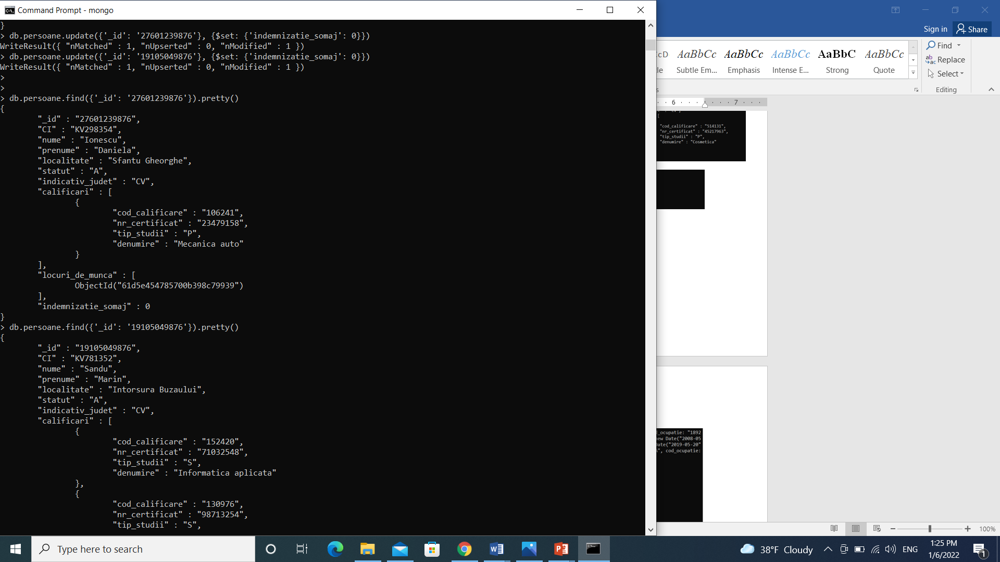 Command Prompt - mongo
}
> db.persoane.update({'_id': '27601239876'}, {$set: {'indemnizatie_somaj': 0}})
WriteResult({ "nMatched" : 1, "nUpserted" : 0, "nModified" : 1 })
> db.persoane.update({'_id': '19105049876'}, {$set: {'indemnizatie_somaj': 0}})
WriteResult({ "nMatched" : 1, "nUpserted" : 0, "nModified" : 1 })
>
>
> db.persoane.find({'_id': '27601239876'}).pretty()
{
"_id" : "27601239876",
"CI" : "KV298354",
"nume" : "Ionescu",
"prenume" : "Daniela",
"localitate" : "Sfantu Gheorghe",
"statut" : "A",
"indicativ_judet" : "CV",
"calificari" : [
{
"cod_calificare" : "106241",
"nr_certificat" : "23479158",
"tip_studii" : "P",
"denumire" : "Mecanica auto"
}
],
"locuri_de_munca" : [
ObjectId("61d5e454785700b398c79939")
],
"indemnizatie_somaj" : 0
}
> db.persoane.find({'_id': '19105049876'}).pretty()
{
"_id" : "19105049876",
"CI" : "KV781352",
"nume" : "Sandu",
"prenume" : "Marin",
"localitate" : "Intorsura Buzaului",
"statut" : "A",
"indicativ_judet" : "CV",
"calificari" : [
{
"cod_calificare" : "152420",
"nr_certificat" : "71032548",
"tip_studii" : "S",
"denumire" : "Informatica aplicata"
},
{
"cod_calificare" : "130976",
"nr_certificat" : "98713254",
"tip_studii" : "S",
Sign in Share
AaBbCc AaBbCc AaBbCc AaBbC AaBbCc
Subtle Em... Emphasis Intense E... Strong Quote
Find
Replace
Select
Editing
6 7
[
"cod_calificare" : "514131",
"nr_certificat" : "45217963",
"tip_studii" : "P",
"denumire" : "Cosmetica"
_ocupatie: "1892
new Date("2008-05
Date("2019-05-20"
", cod_ocupatie:
100%
Type here to search
38°F Cloudy
ENG
1:25 PM
1/6/2022
1